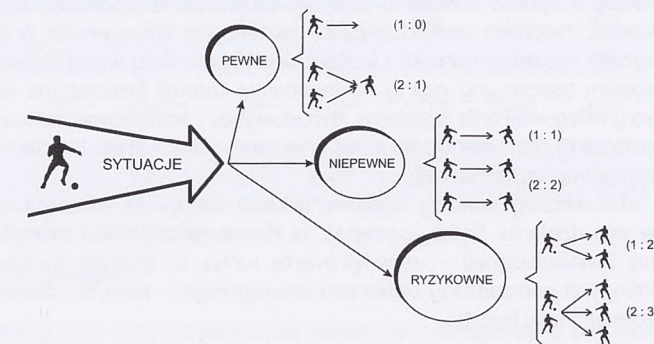 PEWNE
(1 : 0)
(2 : 1)
SYTUACJE
NIEPEWNE
(1 : 1)
(2 : 2)
RYZYKOWNE
(1 : 2
(2 : 3